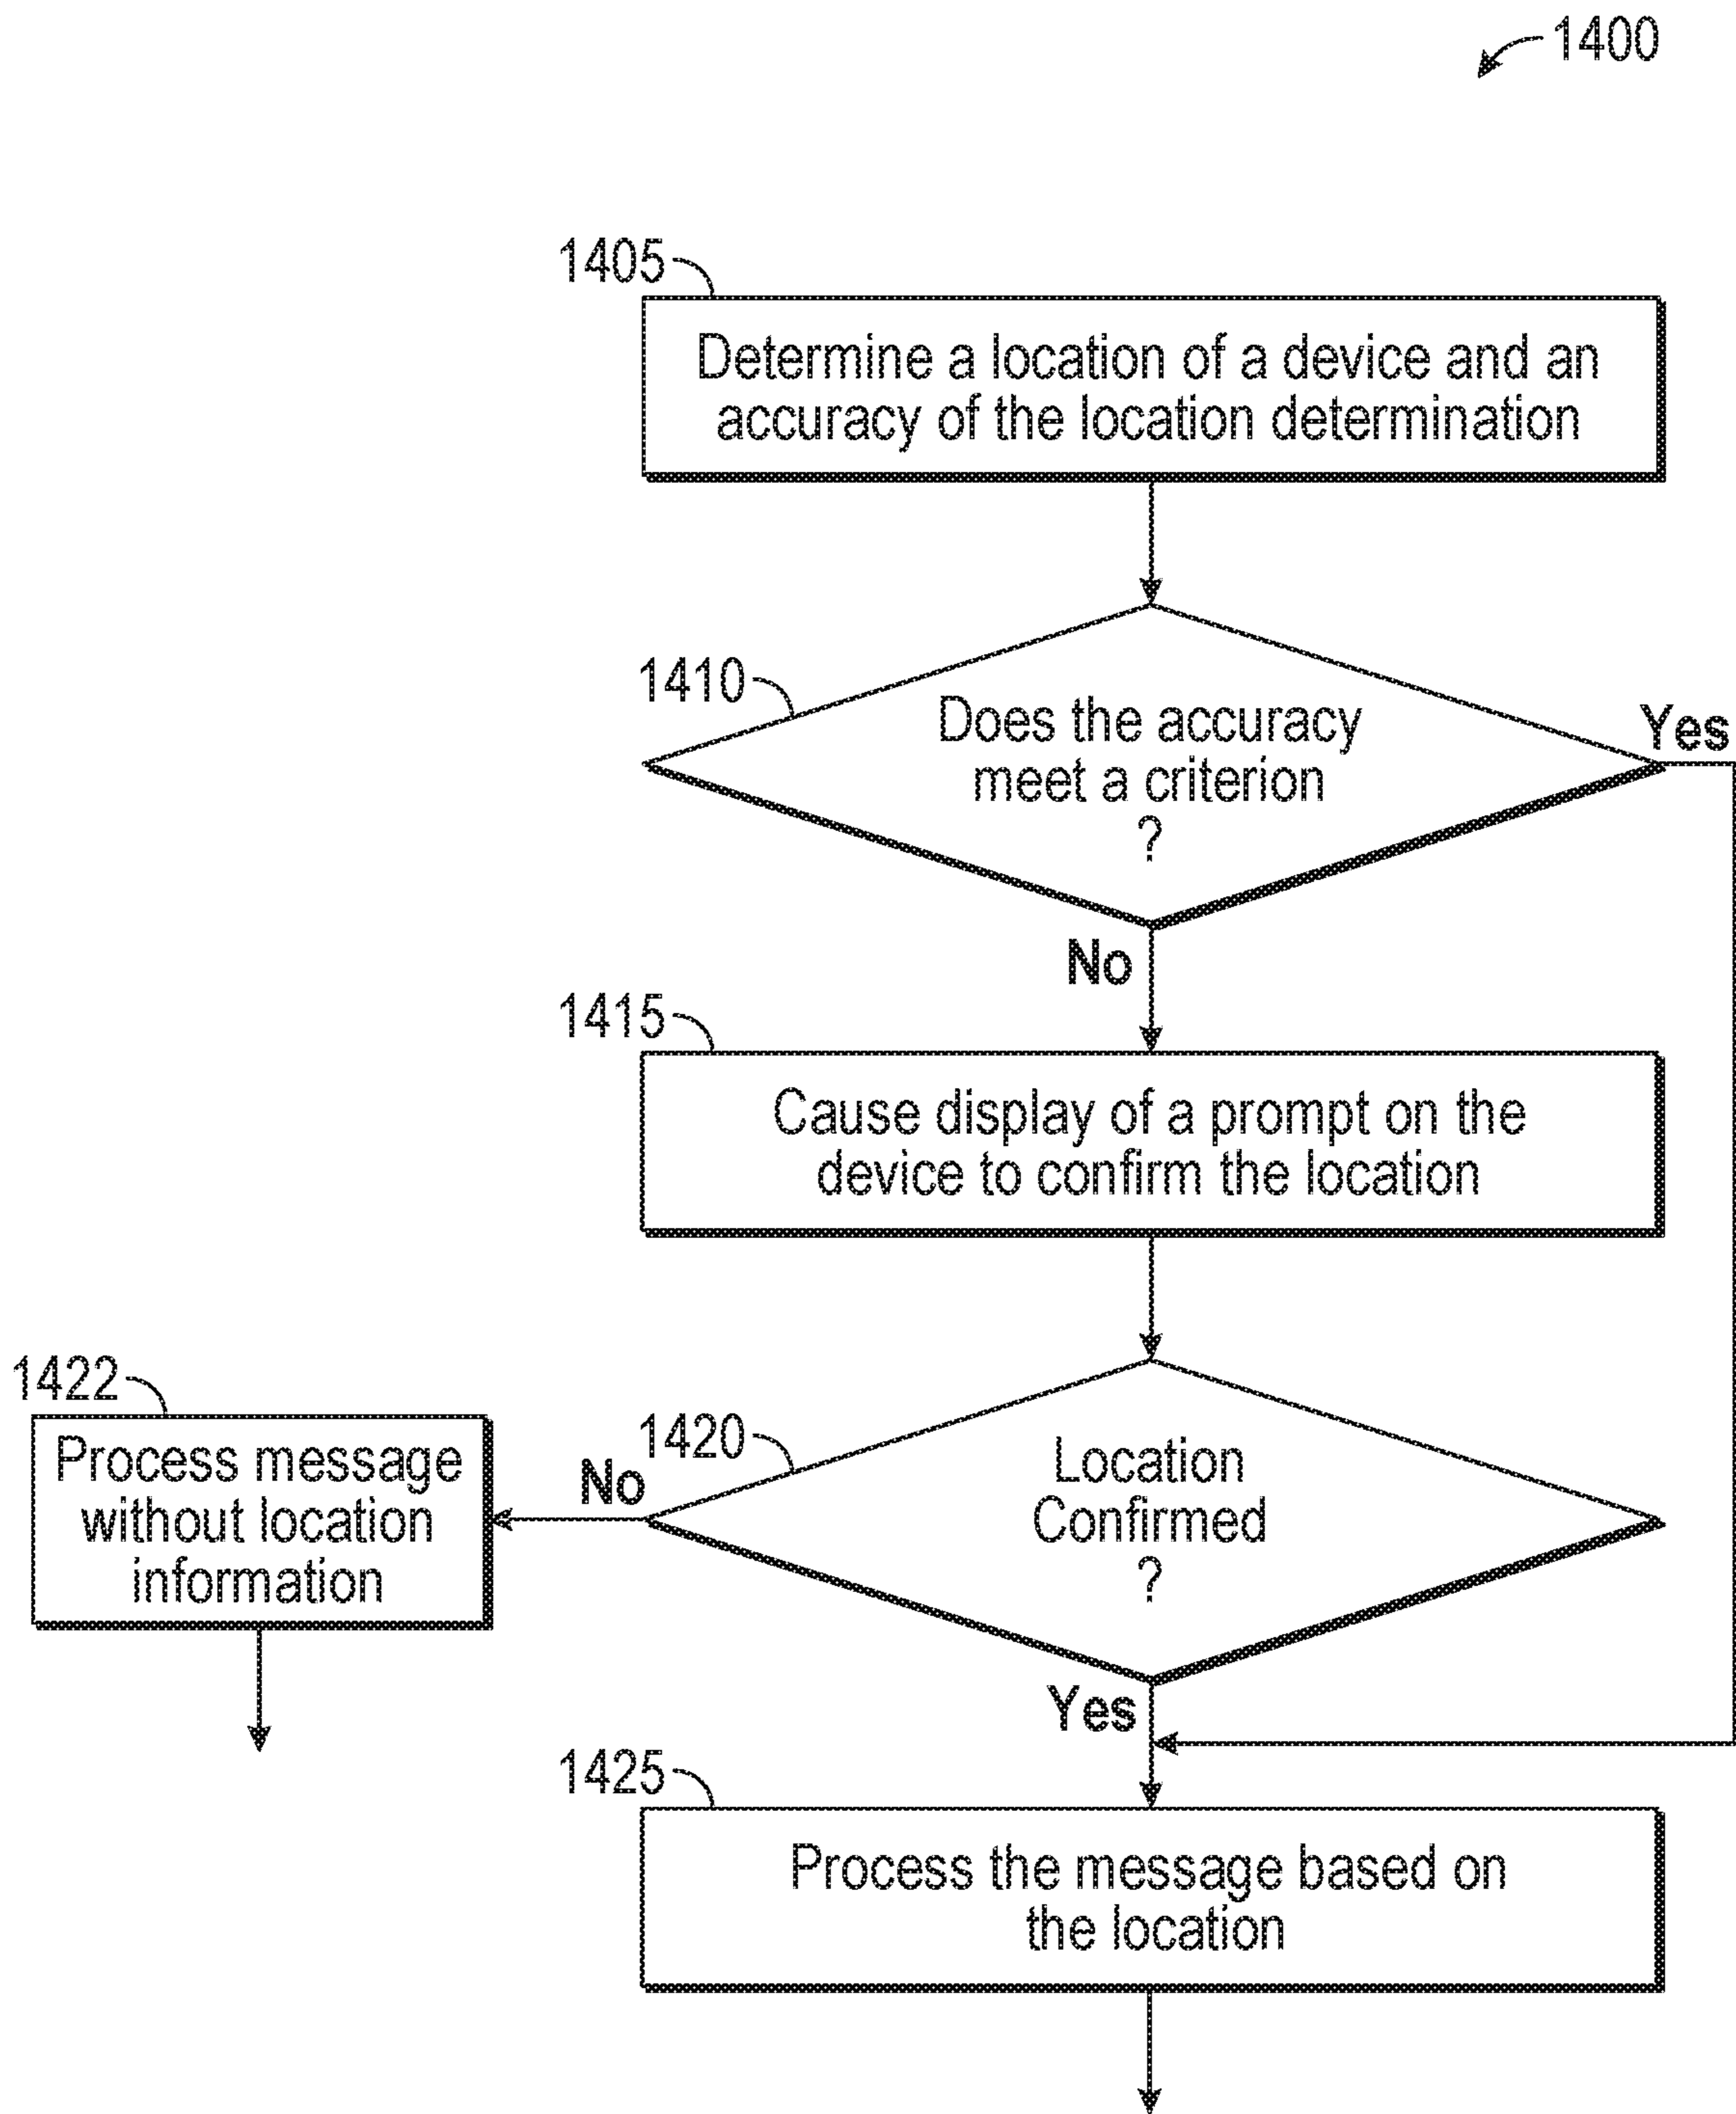 1400
1405
Determine a location of a device and an
accuracy of the location determination
1410
Does the accuracy
meet a criterion
?
Yes
No
1415
Cause display of a prompt on the
device to confirm the location
1422
Process message
without location
information
No
1420
Location
Confirmed
?
Yes
1425
Process the message based on
the location